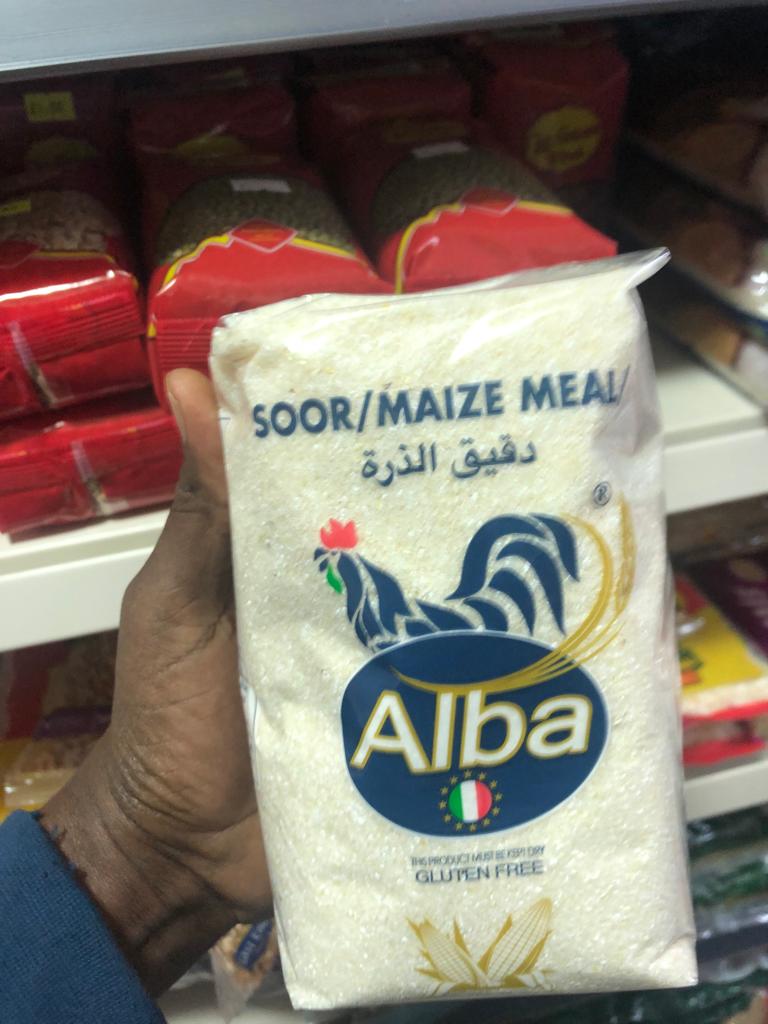 SOOR/MAIZE MEAL/
دقيق الذرة
®
Alba
THIS PRODUCT MUST BE KEPT DRY
GLUTEN FREE